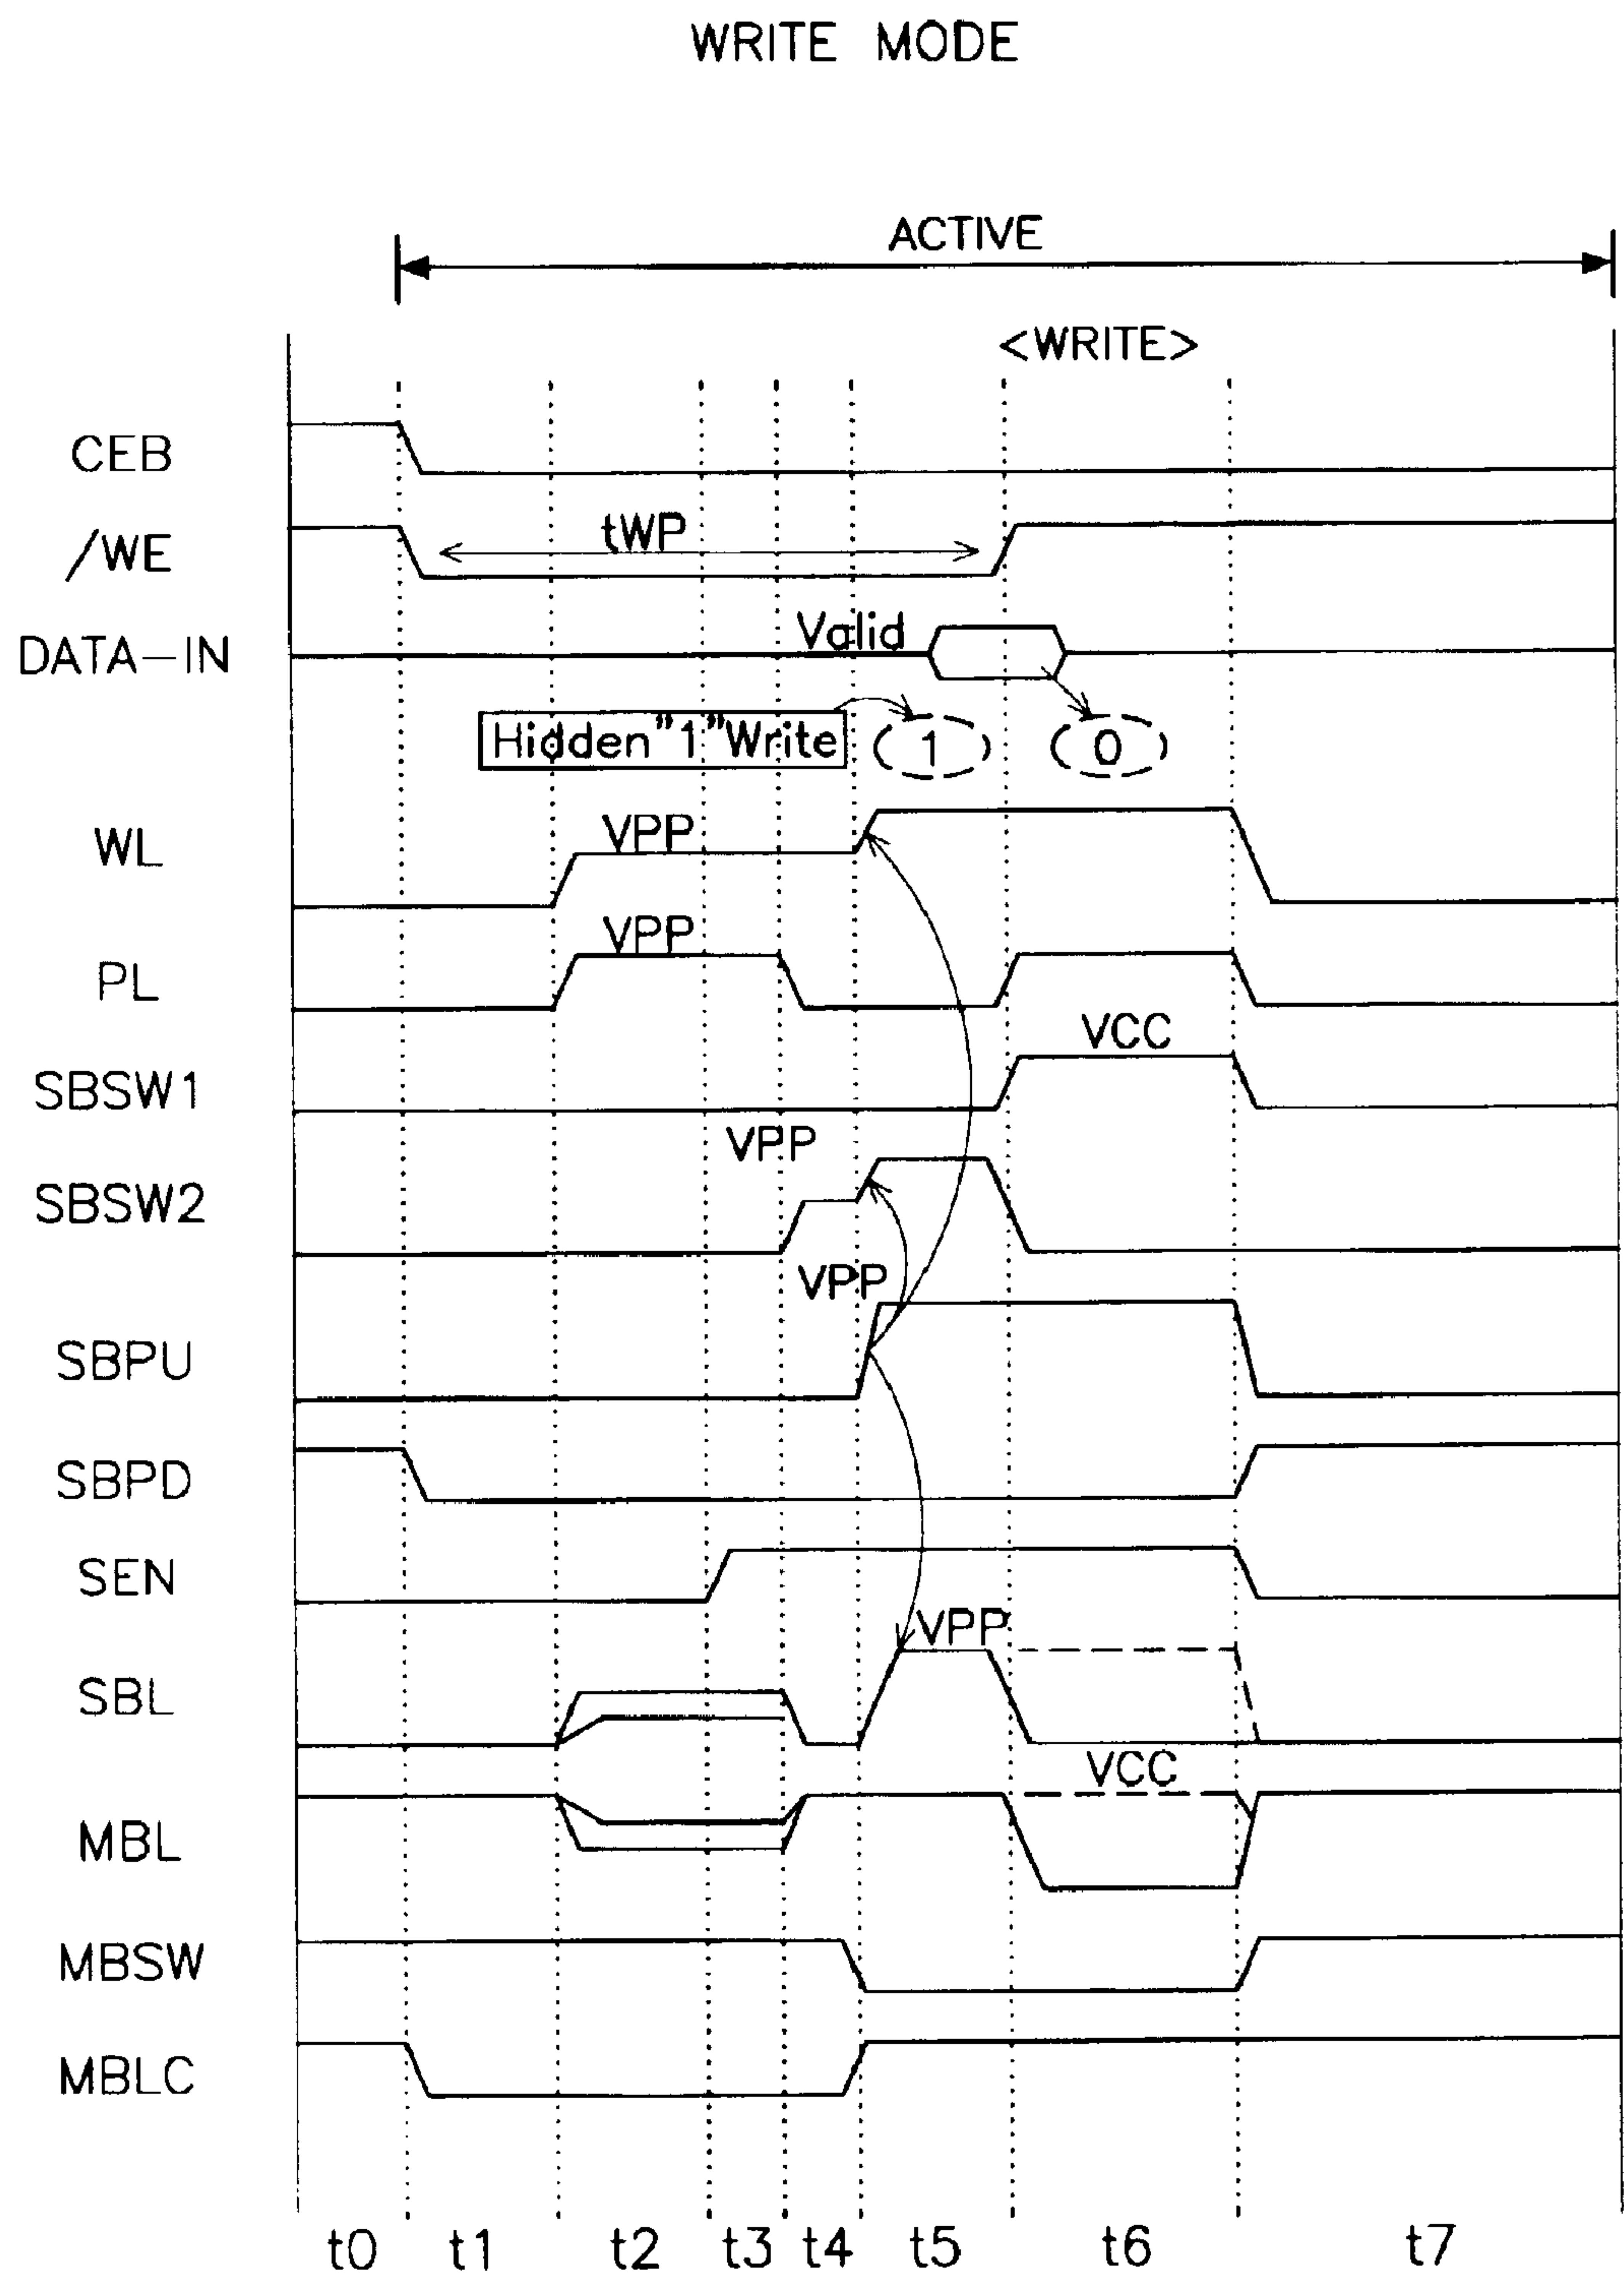 WRITE MODE
ACTIVE
<WRITE>
CEB
/WE
tWP
DATA-IN
Valid
Hidden"1"Write
1
0
WL
VPP
PL
VPP
SBSW1
VCC
SBSW2
VPP
SBPU
VPP
SBPD
SEN
SBL
VPP
MBL
VCC
MBSW
MBLC
t0 t1 t2 t3 t4 t5 t6 t7